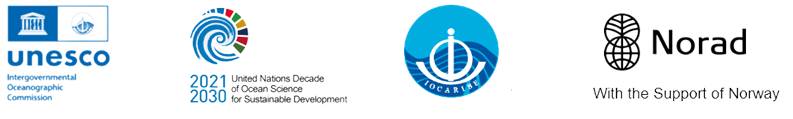 unesco
Intergovernmental
Oceanographic
Commission
2021
2030
United Nations Decade
of Ocean Science
for Sustainable Development
IOCARIBE
Norad
With the Support of Norway